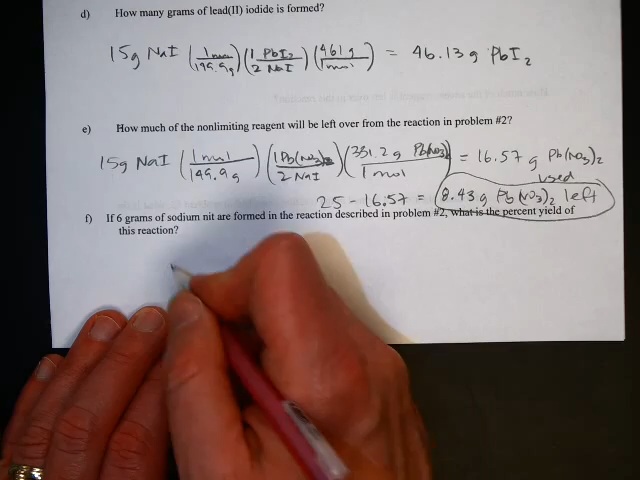 d) How many grams of lead(II) iodide is formed?
15g NaI (1 mol/149.9g)(1 PbI2/2 NaI)(461 g/1 mol) = 46.13 g PbI2
e) How much of the nonlimiting reagent will be left over from the reaction in problem #2?
15g NaI (1 mol/149.9g)(1Pb(NO3)2/2 NaI)(331.2 g Pb(NO3)2/1 mol) = 16.57 g Pb(NO3)2
used
25 - 16.57 = 8.43 g Pb(NO3)2 left
f) If 6 grams of sodium nit are formed in the reaction described in problem #2, what is the percent yield of
this reaction?